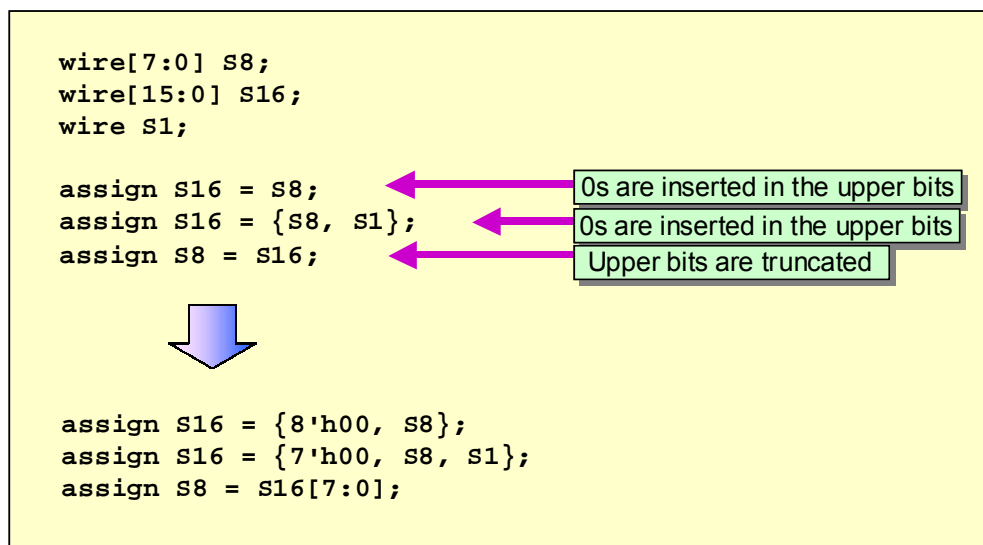 wire[7:0] S8;
wire[15:0] S16;
wire S1;
assign S16 = S8;
0s are inserted in the upper bits
assign S16 = {S8, S1};
0s are inserted in the upper bits
assign S8 = S16;
Upper bits are truncated
assign S16 = {8'h00, S8};
assign S16 = {7'h00, S8, S1};
assign S8 = S16[7:0];